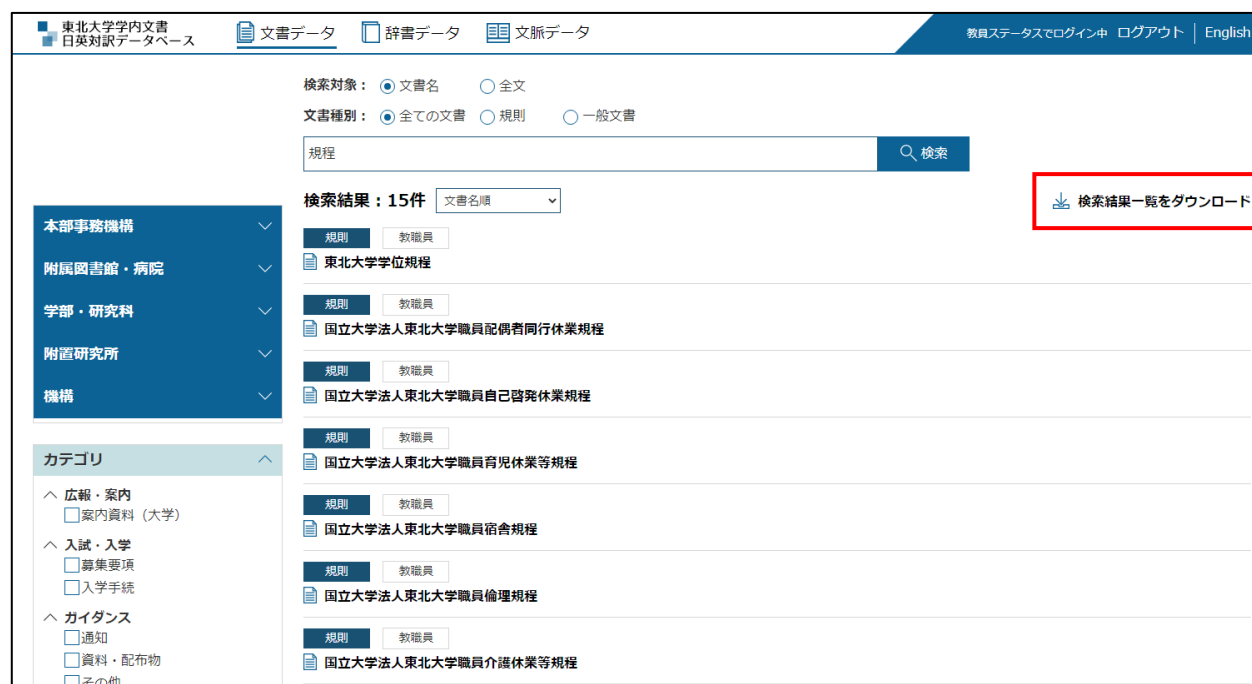 東北大学学内文書
日英対訳データベース
文書データ
辞書データ
文脈データ
教員ステータスでログイン中 ログアウト English
検索対象： 文書名 全文
文書種別： 全ての文書 規則 一般文書
規程
検索
検索結果：15件 文書名順
検索結果一覧をダウンロード
本部事務機構
附属図書館・病院
学部・研究科
附置研究所
機構
カテゴリ
広報・案内
案内資料（大学）
入試・入学
募集要項
入学手続
ガイダンス
通知
資料・配布物
その他
規則 教職員
東北大学学位規程
規則 教職員
国立大学法人東北大学職員配偶者同行休業規程
規則 教職員
国立大学法人東北大学職員自己啓発休業規程
規則 教職員
国立大学法人東北大学職員育児休業等規程
規則 教職員
国立大学法人東北大学職員宿舎規程
規則 教職員
国立大学法人東北大学職員倫理規程
規則 教職員
国立大学法人東北大学職員介護休業等規程